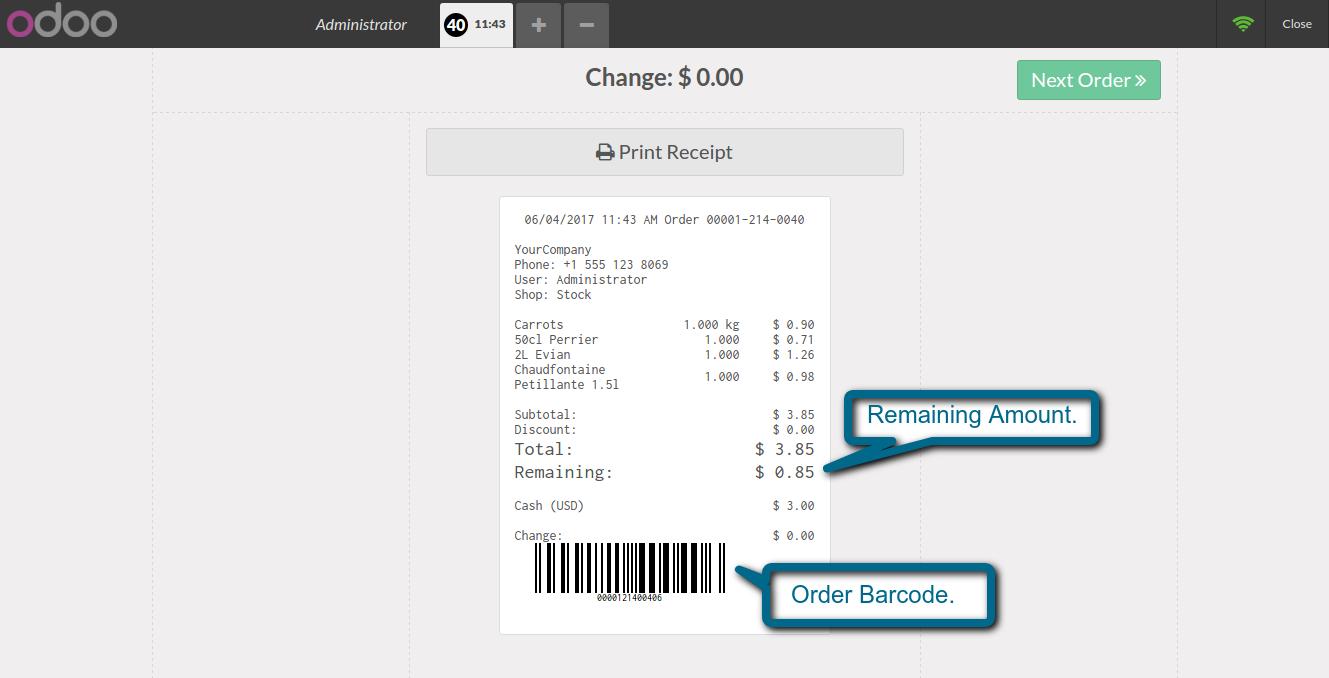 odoo
Administrator
40 11:43
+
−
Close
Change: $ 0.00
Next Order »
Print Receipt
06/04/2017 11:43 AM Order 00001-214-0040
YourCompany
Phone: +1 555 123 8069
User: Administrator
Shop: Stock
Carrots 1.000 kg $ 0.90
50cl Perrier 1.000 $ 0.71
2L Evian 1.000 $ 1.26
Chaudfontaine
Petillante 1.5l 1.000 $ 0.98
Subtotal: $ 3.85
Discount: $ 0.00
Total: $ 3.85
Remaining: $ 0.85
Remaining Amount.
Cash (USD) $ 3.00
Change: $ 0.00
0000121400406
Order Barcode.